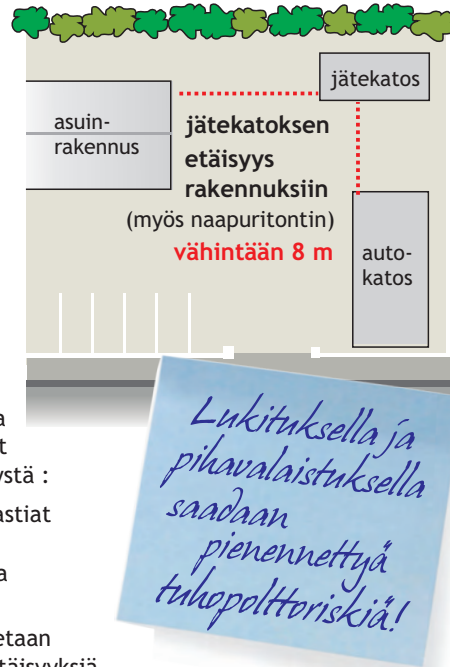 jätekatos
asuin-
rakennus
jätekatoksen
etäisyys
rakennuksiin
(myös naapuritontin)
vähintään 8 m
auto-
katos
Lukituksella ja
pihavalaistuksella
saadaan
pienennettyä
tuhopolttoriskiä!